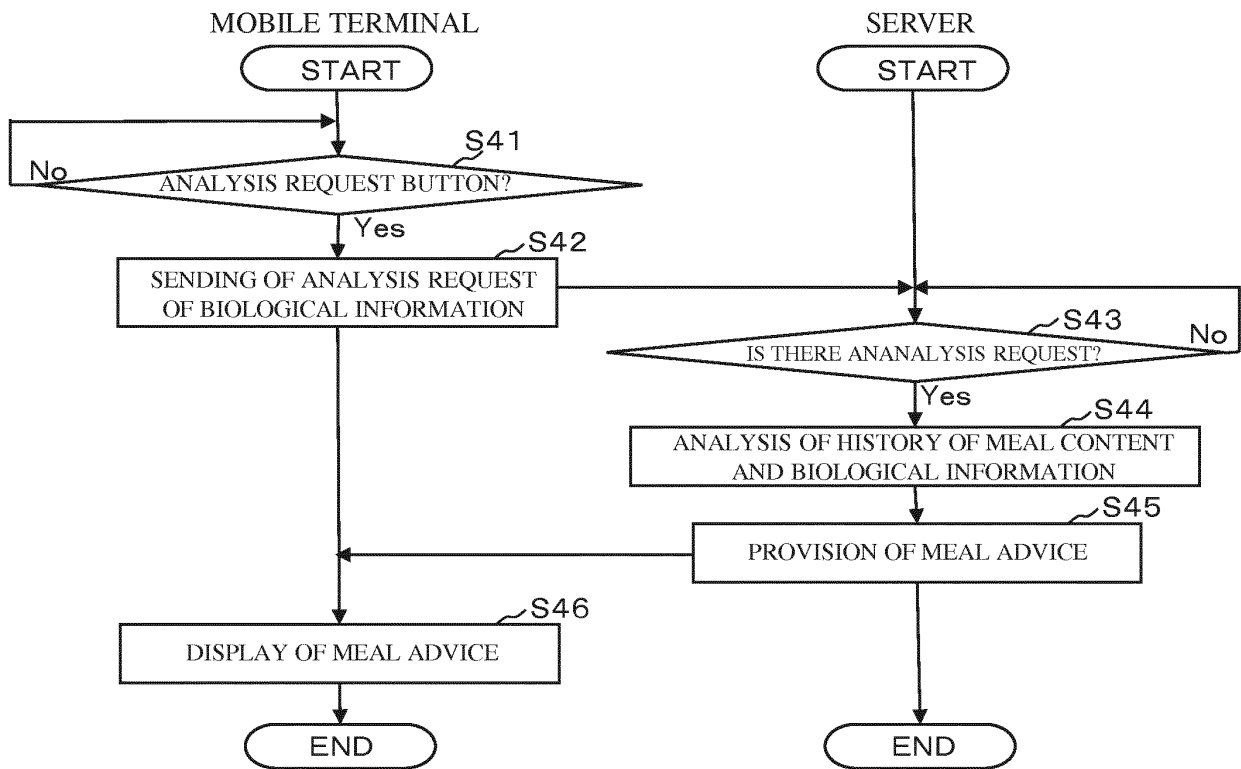 MOBILE TERMINAL
SERVER
START
START
S41
No
ANALYSIS REQUEST BUTTON?
Yes
S42
SENDING OF ANALYSIS REQUEST
OF BIOLOGICAL INFORMATION
S43
No
IS THERE ANANALYSIS REQUEST?
Yes
S44
ANALYSIS OF HISTORY OF MEAL CONTENT
AND BIOLOGICAL INFORMATION
S45
PROVISION OF MEAL ADVICE
S46
DISPLAY OF MEAL ADVICE
END
END